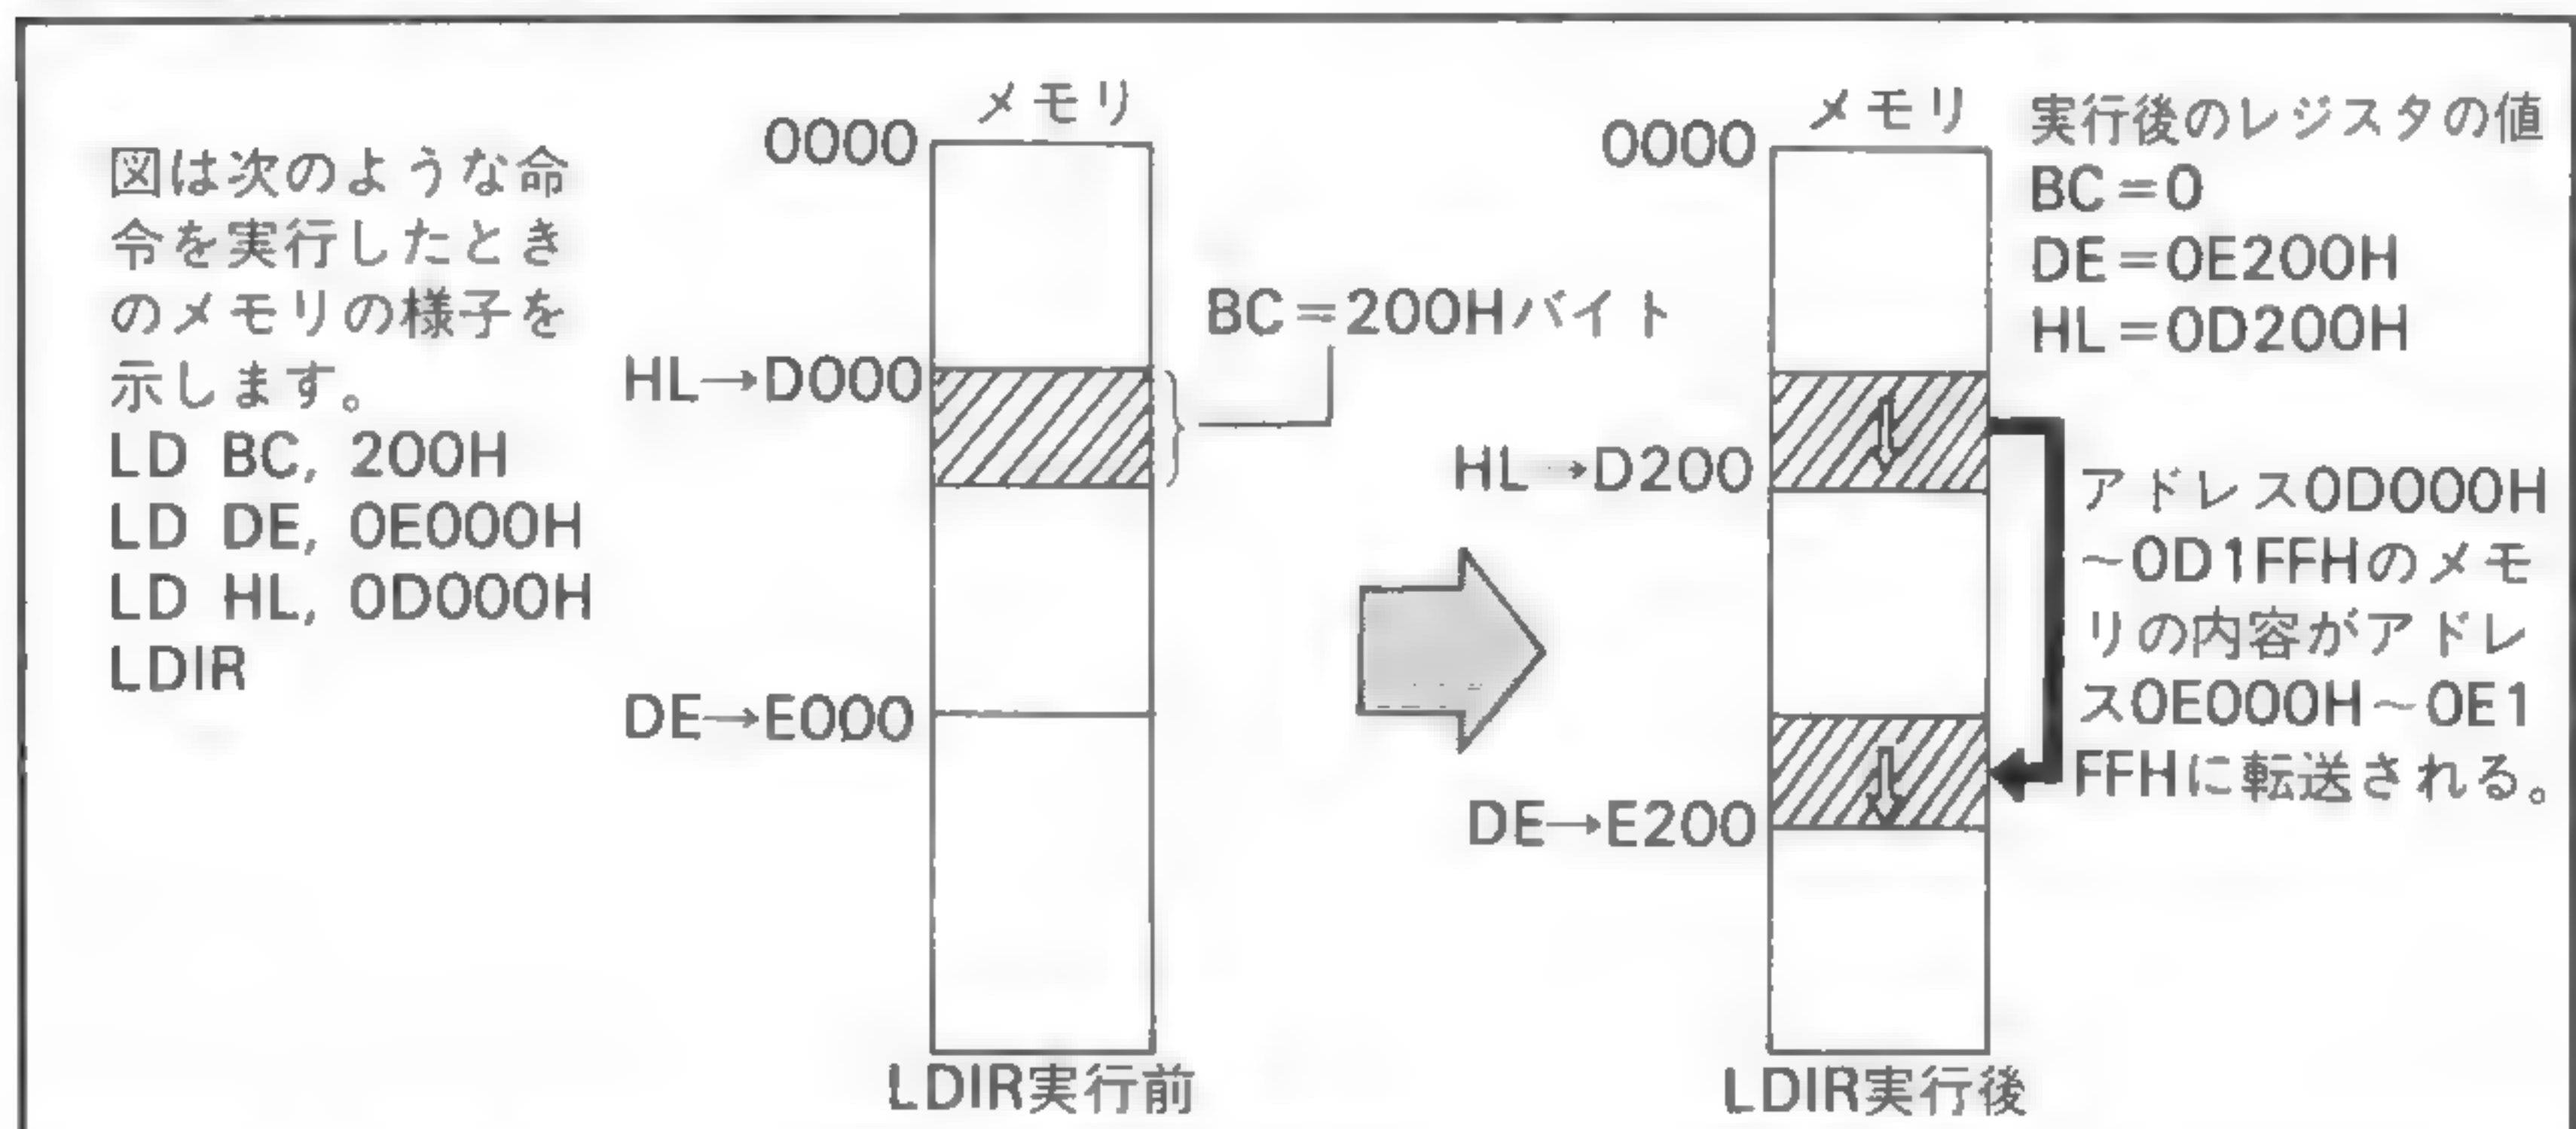 図は次のような命
令を実行したとき
のメモリの様子を
示します。
LD BC, 200H
LD DE, 0E000H
LD HL, 0D000H
LDIR
メモリ
0000
HL→D000
BC=200Hバイト
DE→E000
LDIR実行前
メモリ
0000
HL→D200
DE→E200
LDIR実行後
実行後のレジスタの値
BC=0
DE=0E200H
HL=0D200H
アドレス0D000H
~0D1FFHのメモ
リの内容がアドレ
ス0E000H~0E1
FFHに転送される。